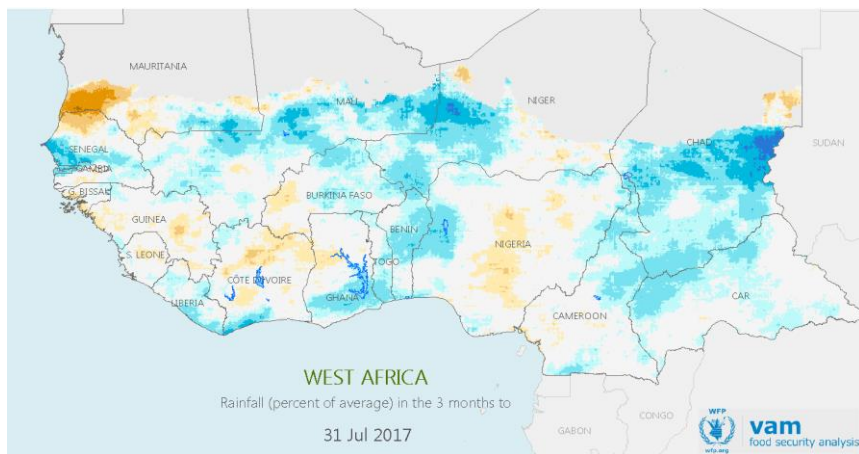 MAURITANIA
MALI
NIGER
CHAD
SUDAN
SENEGAL
GAMBIA
G. BISSAU
BURKINA FASO
GUINEA
BENIN
NIGERIA
S. LEONE
TOGO
CÔTE D'IVOIRE
GHANA
LIBERIA
CAR
CAMEROON
WEST AFRICA
Rainfall (percent of average) in the 3 months to
31 Jul 2017
GABON
CONGO
WFP
wfp.org
vam
food security analysis